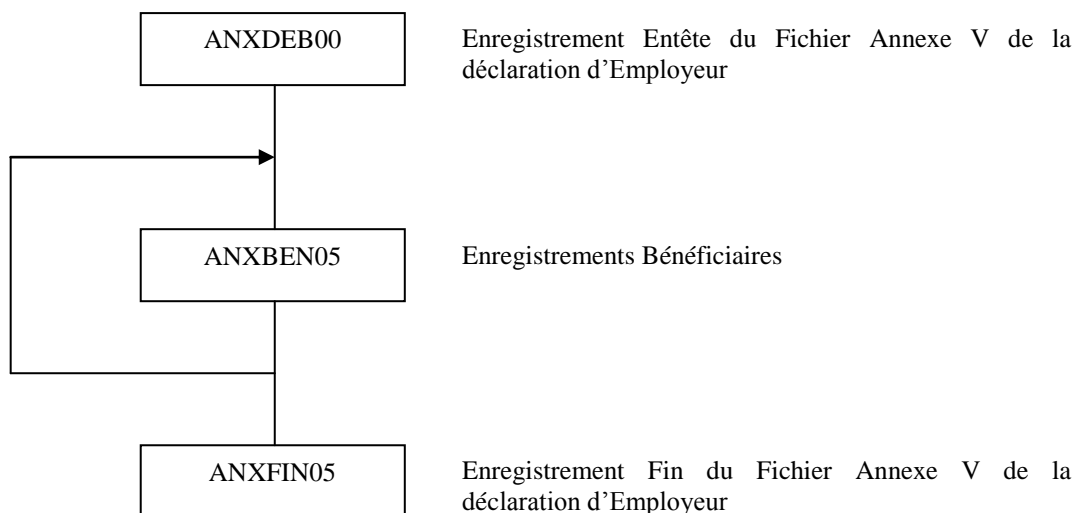 ANXDEB00
Enregistrement Entête du Fichier Annexe V de la
déclaration d'Employeur
ANXBEN05
Enregistrements Bénéficiaires
ANXFIN05
Enregistrement Fin du Fichier Annexe V de la
déclaration d'Employeur